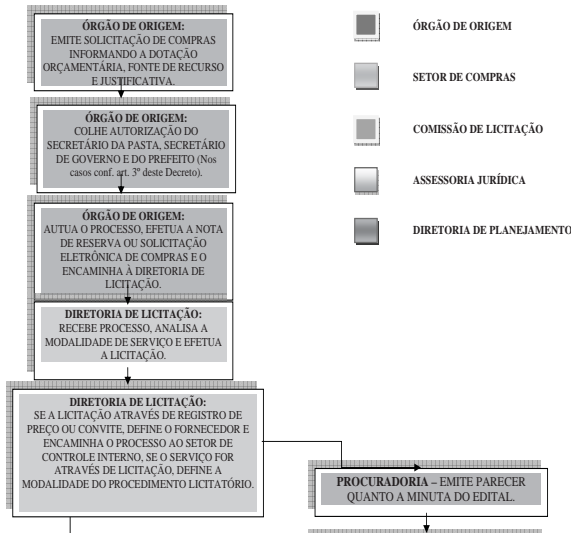 ÓRGÃO DE ORIGEM:
EMITE SOLICITAÇÃO DE COMPRAS
INFORMANDO A DOTAÇÃO
ORÇAMENTÁRIA, FONTE DE RECURSO
E JUSTIFICATIVA.
ÓRGÃO DE ORIGEM:
COLHE AUTORIZAÇÃO DO
SECRETÁRIO DA PASTA, SECRETÁRIO
DE GOVERNO E DO PREFEITO (Nos
casos conf. art. 3º deste Decreto).
ÓRGÃO DE ORIGEM:
AUTUA O PROCESSO, EFETUA A NOTA
DE RESERVA OU SOLICITAÇÃO
ELETRÔNICA DE COMPRAS E O
ENCAMINHA À DIRETORIA DE
LICITAÇÃO.
DIRETORIA DE LICITAÇÃO:
RECEBE PROCESSO, ANALISA A
MODALIDADE DE SERVIÇO E EFETUA
A LICITAÇÃO.
DIRETORIA DE LICITAÇÃO:
SE A LICITAÇÃO ATRAVÉS DE REGISTRO DE
PREÇO OU CONVITE, DEFINE O FORNECEDOR E
ENCAMINHA O PROCESSO AO SETOR DE
CONTROLE INTERNO, SE O SERVIÇO FOR
ATRAVÉS DE LICITAÇÃO, DEFINE A
MODALIDADE DO PROCEDIMENTO LICITATÓRIO.
ÓRGÃO DE ORIGEM
SETOR DE COMPRAS
COMISSÃO DE LICITAÇÃO
ASSESSORIA JURÍDICA
DIRETORIA DE PLANEJAMENTO
PROCURADORIA – EMITE PARECER
QUANTO A MINUTA DO EDITAL.